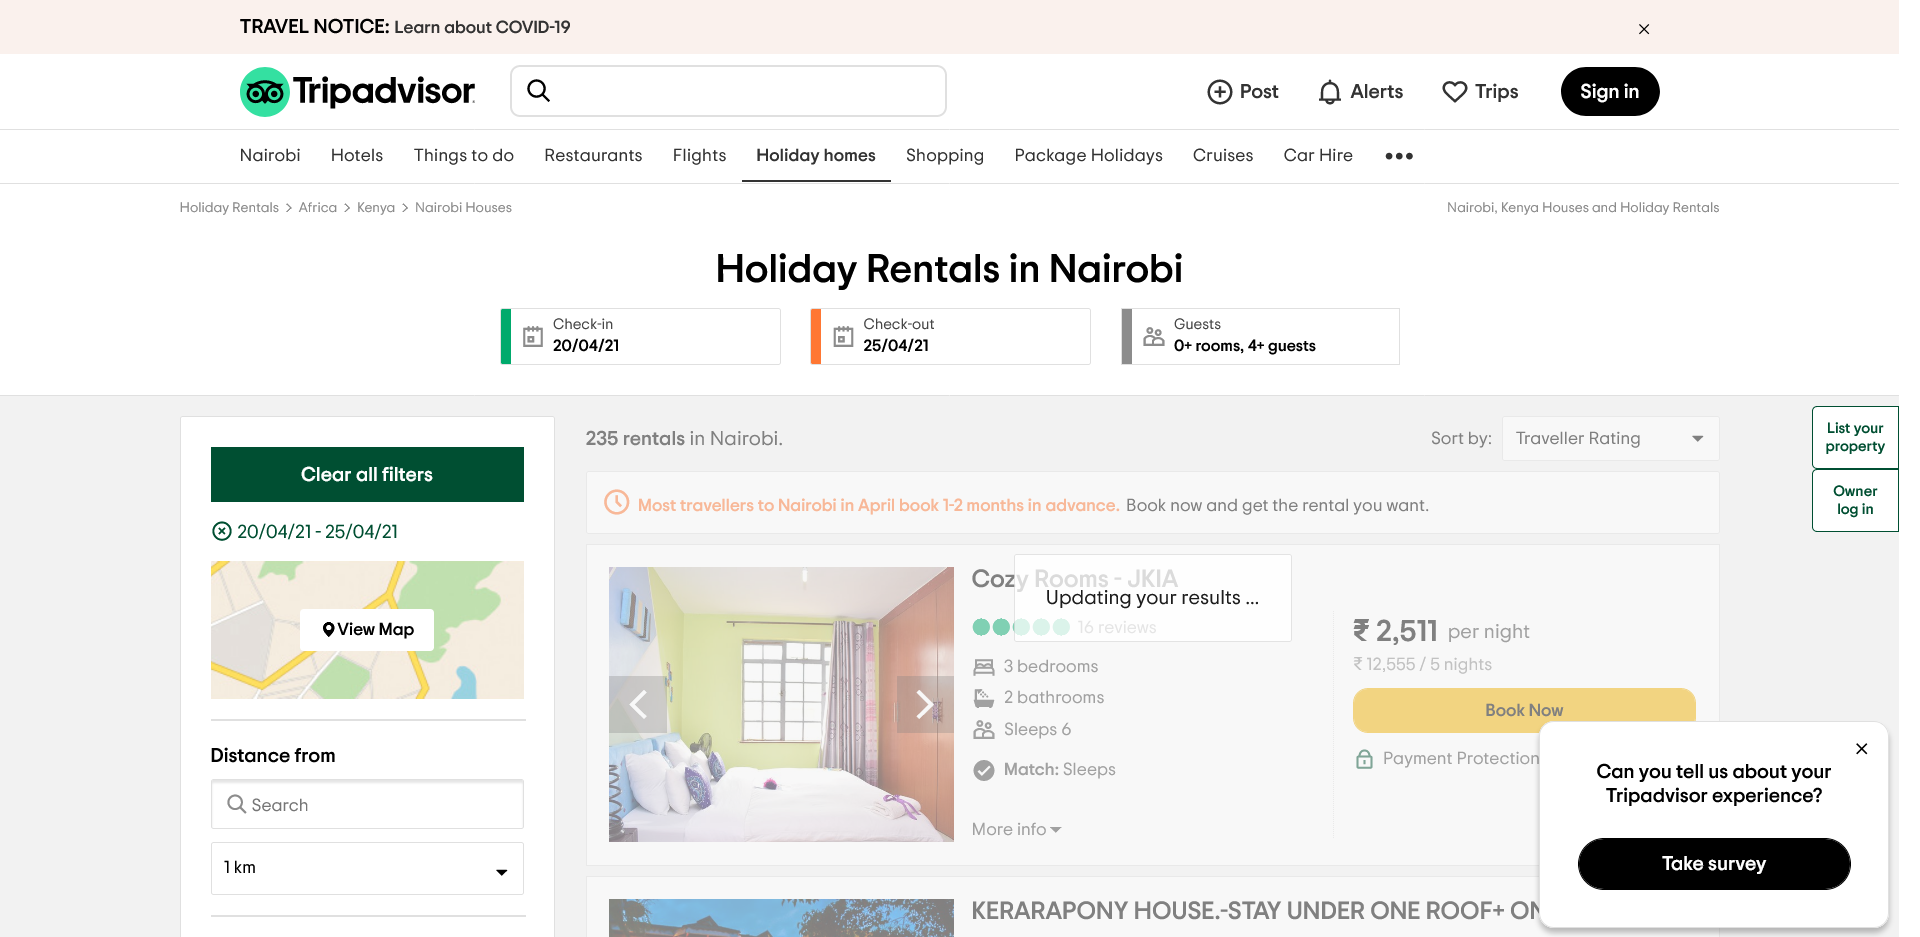 TRAVEL NOTICE: Learn about COVID-19
Tripadvisor
Post
Alerts
Trips
Sign in
Nairobi
Hotels
Things to do
Restaurants
Flights
Holiday homes
Shopping
Package Holidays
Cruises
Car Hire
Holiday Rentals > Africa > Kenya > Nairobi Houses
Nairobi, Kenya Houses and Holiday Rentals
Holiday Rentals in Nairobi
Check-in
20/04/21
Check-out
25/04/21
Guests
0+ rooms, 4+ guests
Clear all filters
20/04/21 - 25/04/21
View Map
Distance from
Search
1 km
235 rentals in Nairobi.
Sort by:
Traveller Rating
List your
property
Owner
log in
Most travellers to Nairobi in April book 1-2 months in advance. Book now and get the rental you want.
Cozy Rooms - JKIA
Updating your results ...
16 reviews
3 bedrooms
2 bathrooms
Sleeps 6
Match: Sleeps
More info
₹ 2,511 per night
₹ 12,555 / 5 nights
Book Now
Payment Protection
KERARAPONY HOUSE.-STAY UNDER ONE ROOF+ ON
Can you tell us about your
Tripadvisor experience?
Take survey